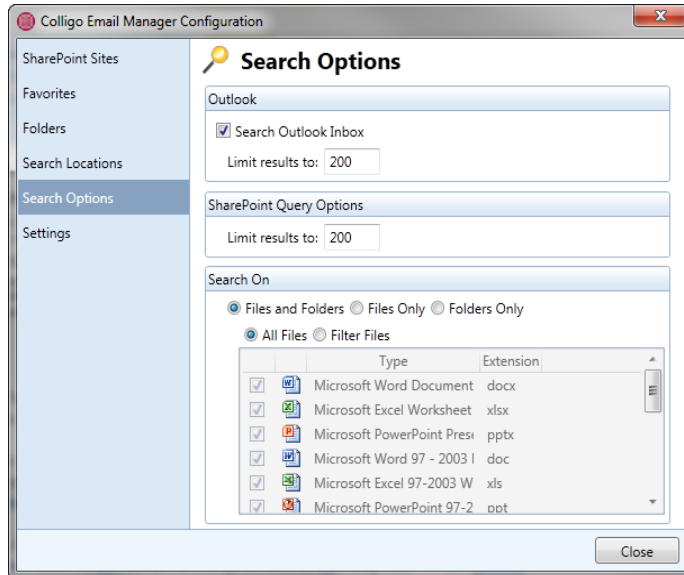 Colligo Email Manager Configuration
SharePoint Sites
Favorites
Folders
Search Locations
Search Options
Settings
Search Options
Outlook
Search Outlook Inbox
Limit results to: 200
SharePoint Query Options
Limit results to: 200
Search On
Files and Folders Files Only Folders Only
All Files Filter Files
Type Extension
Microsoft Word Document docx
Microsoft Excel Worksheet xlsx
Microsoft PowerPoint Prese pptx
Microsoft Word 97 - 2003 doc
Microsoft Excel 97-2003 W xls
Microsoft PowerPoint 97-2 ppt
Close